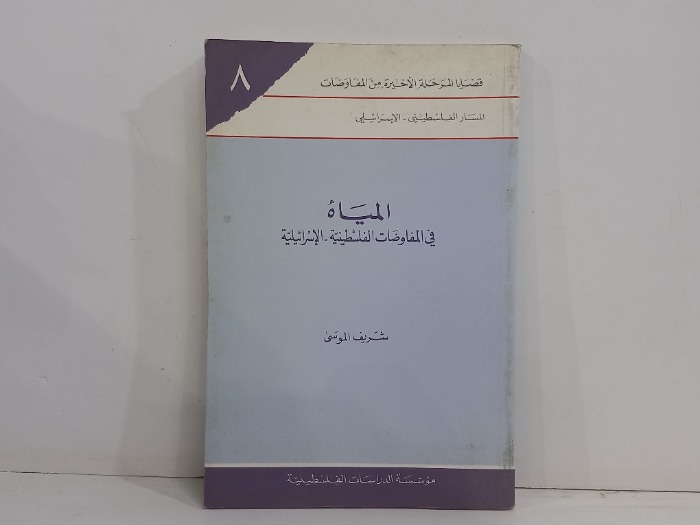 ٨
قضايا المرحلة الأخيرة من المفاوضات
المسار الفلسطيني - الإسرائيلي
المياه
في المفاوضات الفلسطينية - الإسرائيلية
شريف الموسى
مؤسسة الدراسات الفلسطينية